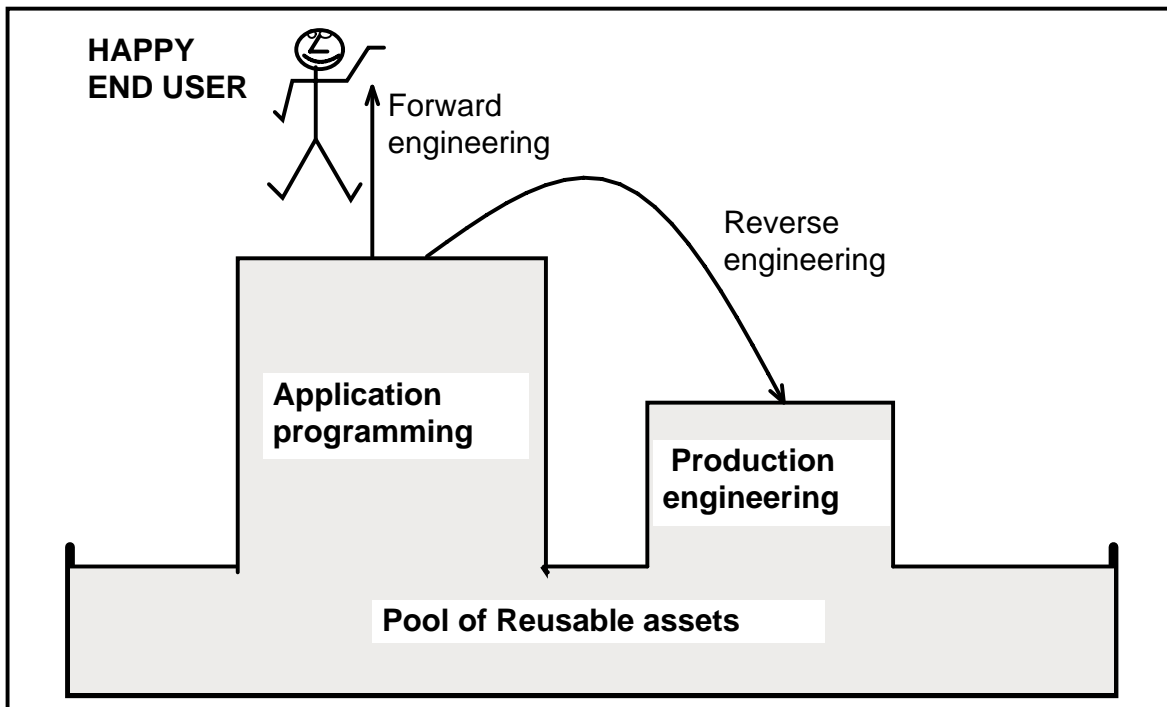 HAPPY
END USER
Forward
engineering
Reverse
engineering
Application
programming
Production
engineering
Pool of Reusable assets